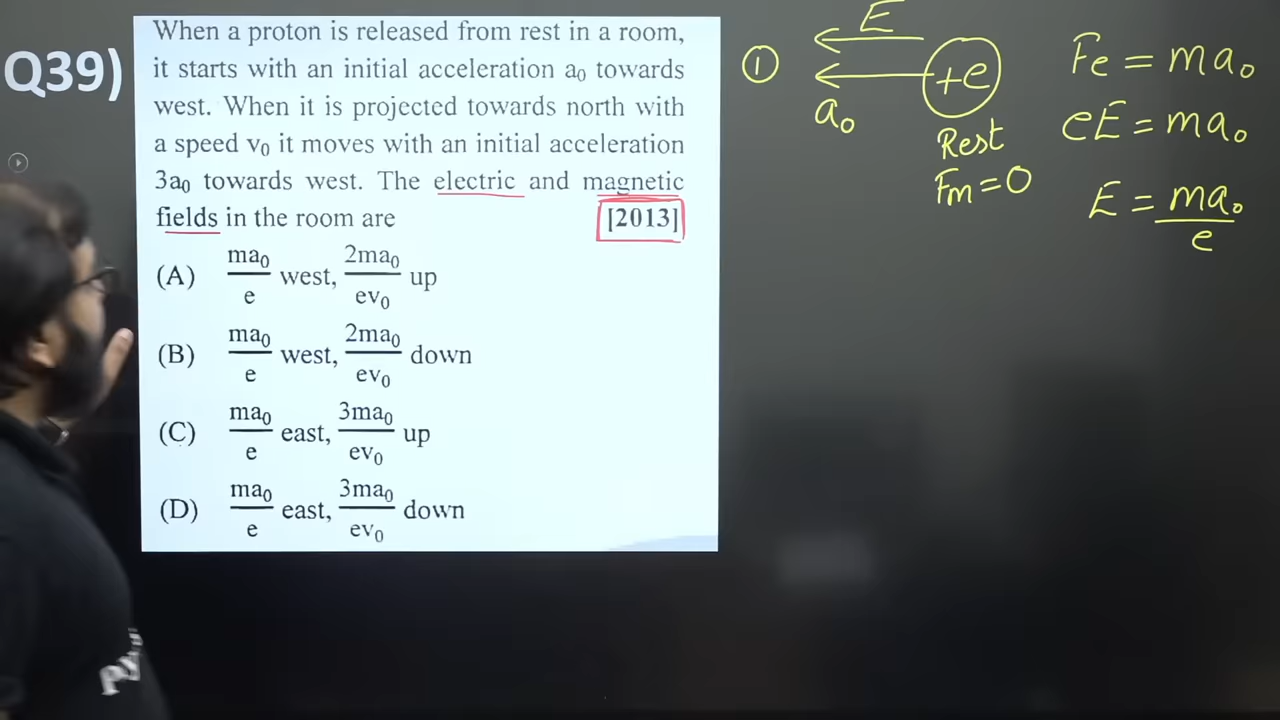 Q39)
When a proton is released from rest in a room,
it starts with an initial acceleration a₀ towards
west. When it is projected towards north with
a speed v₀ it moves with an initial acceleration
3a₀ towards west. The electric and magnetic
fields in the room are [2013]
(A) ma₀/e west, 2ma₀/ev₀ up
(B) ma₀/e west, 2ma₀/ev₀ down
(C) ma₀/e east, 3ma₀/ev₀ up
(D) ma₀/e east, 3ma₀/ev₀ down
① E
+e
a₀
Rest
Fm = 0
Fe = ma₀
eE = ma₀
E = ma₀/e